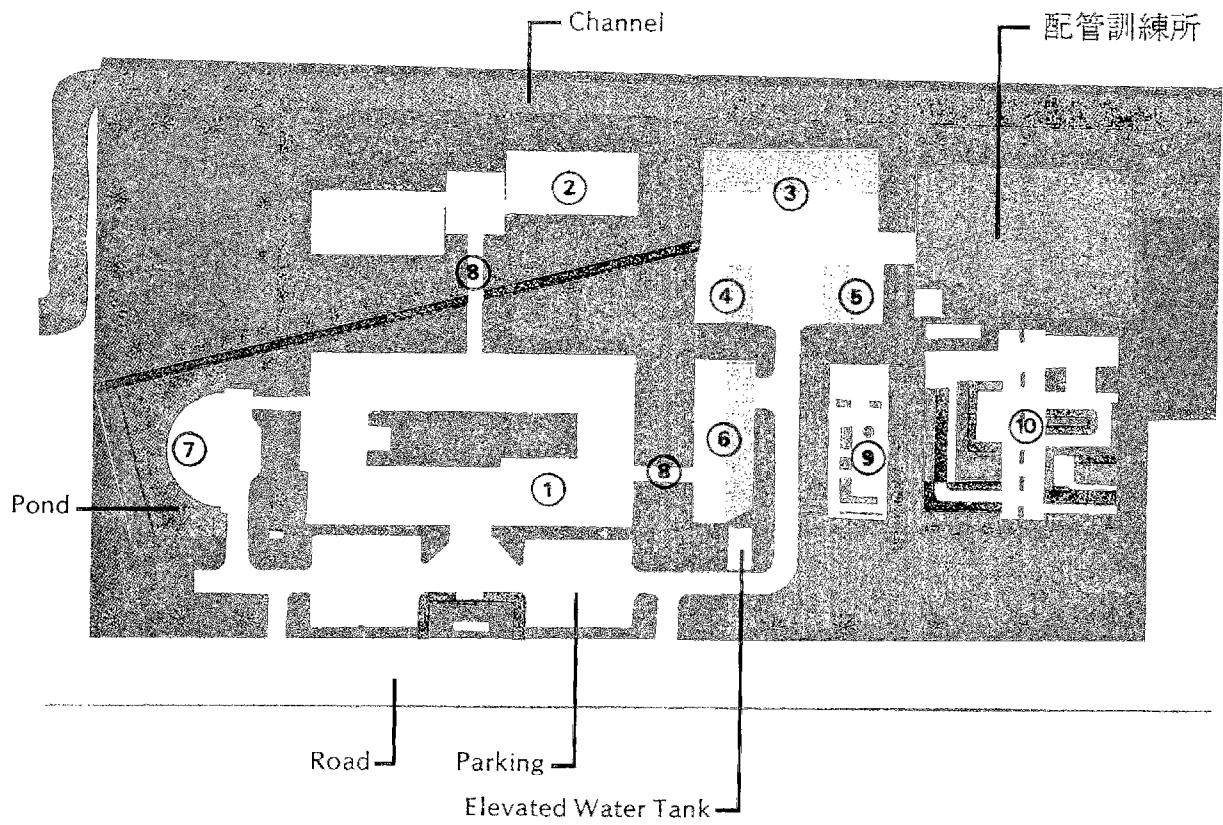 Channel
配管訓練所
②
③
⑧
④
⑤
⑦
⑥
⑩
①
⑧
⑨
Pond
Road
Parking
Elevated Water Tank